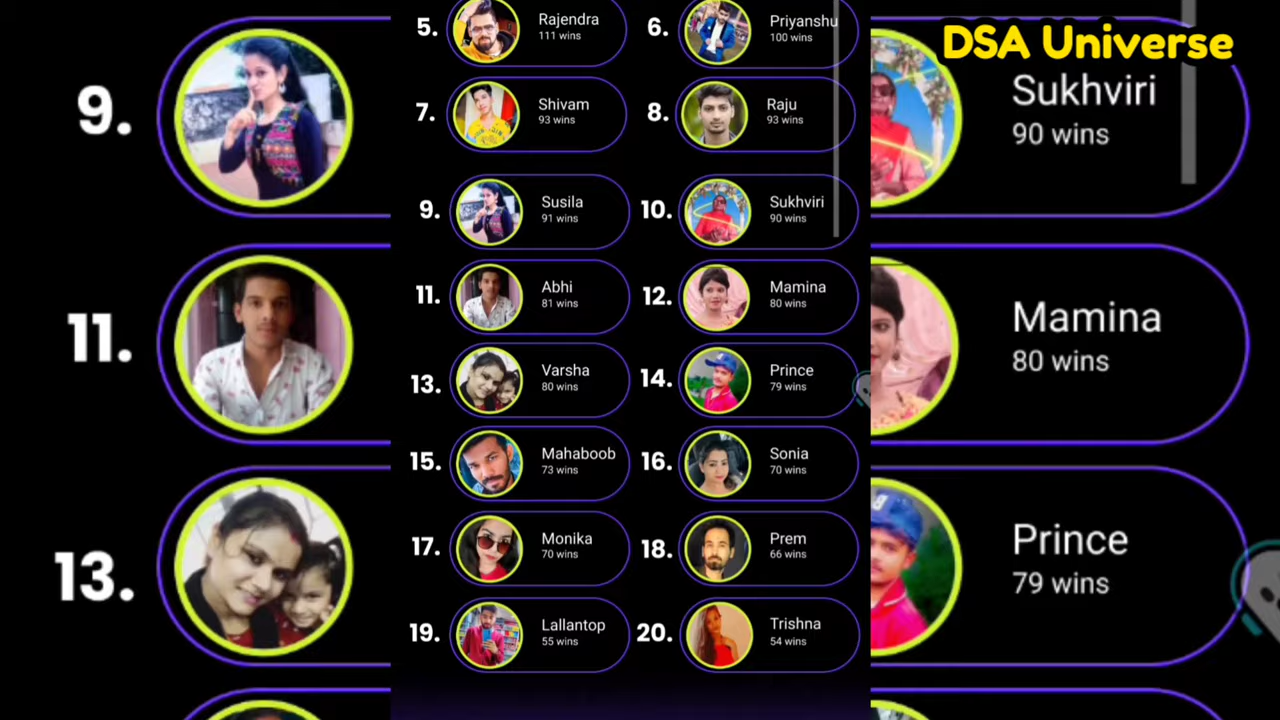 DSA Universe
5.
Rajendra
111 wins
6.
Priyanshu
100 wins
7.
Shivam
93 wins
8.
Raju
93 wins
9.
Susila
91 wins
10.
Sukhviri
90 wins
11.
Abhi
81 wins
12.
Mamina
80 wins
13.
Varsha
80 wins
14.
Prince
79 wins
15.
Mahaboob
73 wins
16.
Sonia
70 wins
17.
Monika
70 wins
18.
Prem
66 wins
19.
Lallantop
55 wins
20.
Trishna
54 wins
9.
Sukhviri
90 wins
11.
Mamina
80 wins
13.
Prince
79 wins